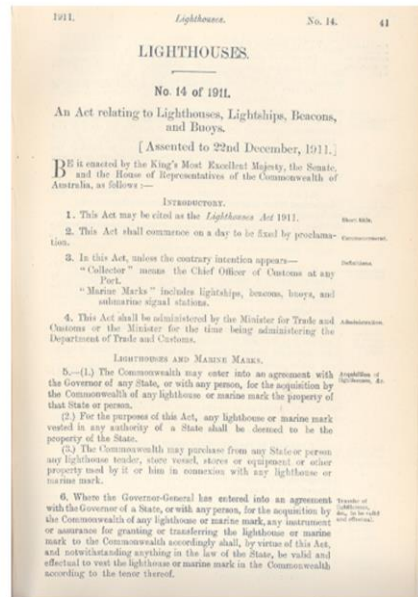 1911. Lighthouses. No. 14. 41
LIGHTHOUSES.
No. 14 of 1911.
An Act relating to Lighthouses, Lightships, Beacons,
and Buoys.
[Assented to 22nd December, 1911.]
BE it enacted by the King's Most Excellent Majesty, the Senate,
and the House of Representatives of the Commonwealth of
Australia, as follows :—
INTRODUCTORY.
1. This Act may be cited as the Lighthouses Act 1911.
Short title.
2. This Act shall commence on a day to be fixed by proclama-
tion.
Commencement.
3. In this Act, unless the contrary intention appears—
Definitions.
"Collector" means the Chief Officer of Customs at any
Port.
"Marine Marks" includes lightships, beacons, buoys, and
submarine signal stations.
4. This Act shall be administered by the Minister for Trade and
Customs or the Minister for the time being administering the
Department of Trade and Customs.
Administration.
LIGHTHOUSES AND MARINE MARKS.
5.—(1.) The Commonwealth may enter into an agreement with
the Governor of any State, or with any person, for the acquisition by
the Commonwealth of any lighthouse or marine mark the property of
that State or person.
Acquisition of
lighthouses, &c.
(2.) For the purposes of this Act, any lighthouse or marine mark
vested in any authority of a State shall be deemed to be the
property of the State.
(3.) The Commonwealth may purchase from any State or person
any lighthouse tender, store vessel, stores or equipment or other
property used by it or him in connexion with any lighthouse or
marine mark.
6. Where the Governor-General has entered into an agreement
with the Governor of a State, or with any person, for the acquisition by
the Commonwealth of any lighthouse or marine mark, any instrument
or assurance for granting or transferring the lighthouse or marine
mark to the Commonwealth accordingly shall, by virtue of this Act,
and notwithstanding anything in the law of the State, be valid and
effectual to vest the lighthouse or marine mark in the Commonwealth
according to the tenor thereof.
Transfer of
lighthouses,
&c., to be valid
and effectual.